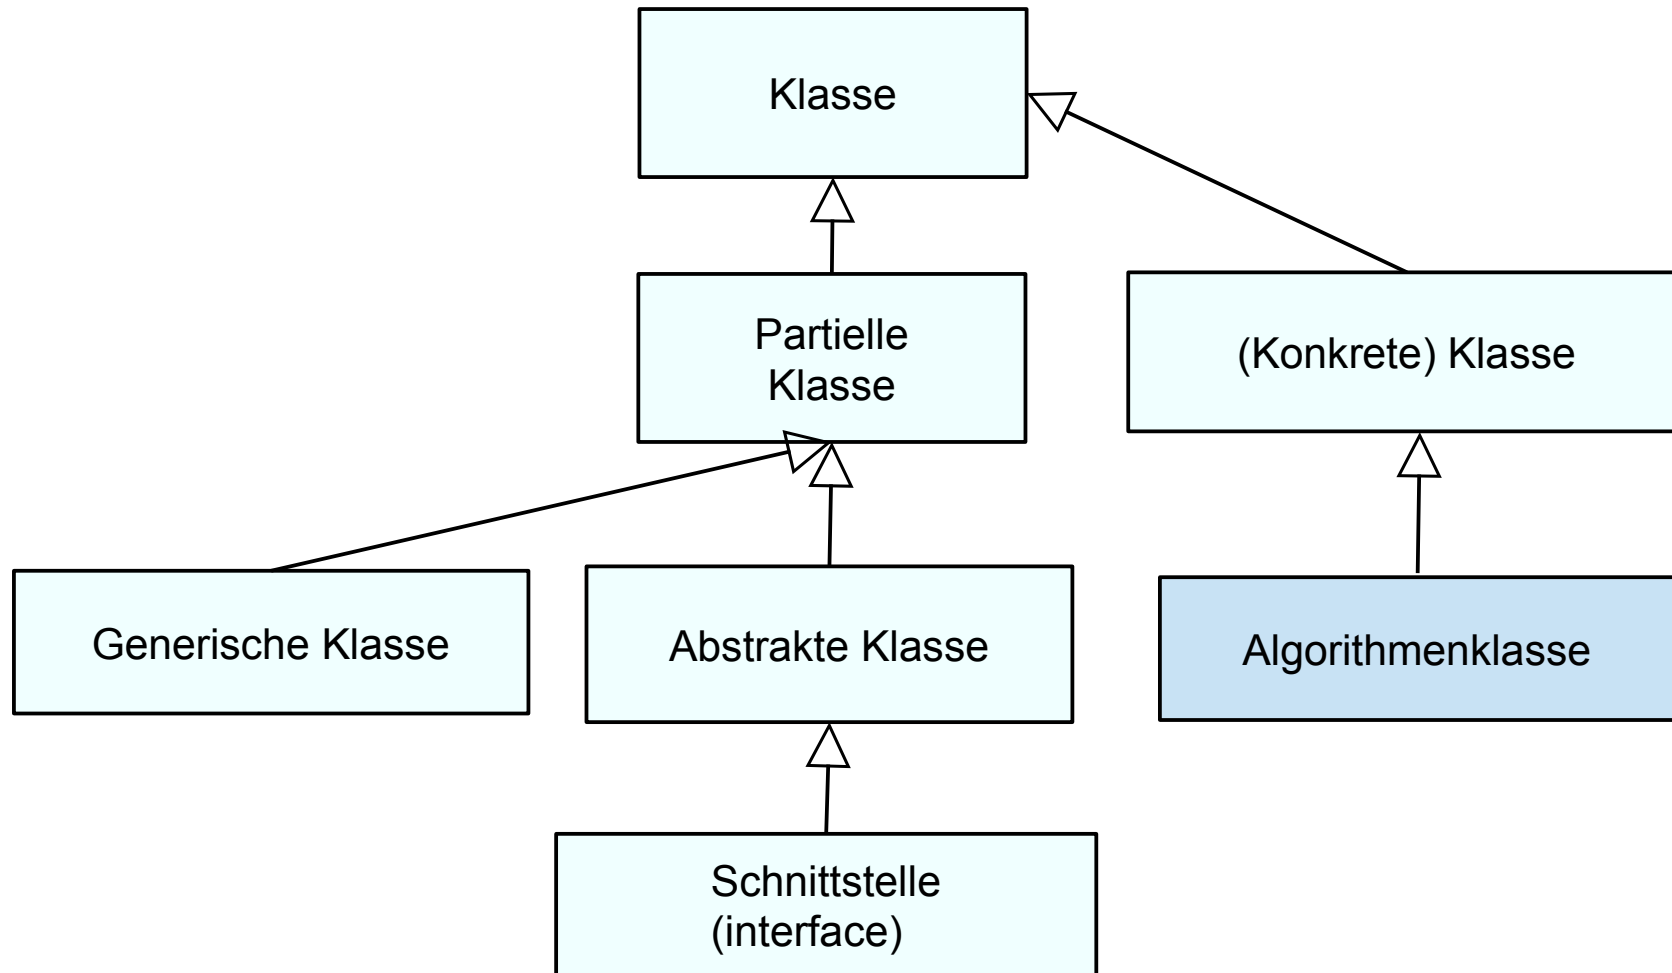 Klasse
Partielle
Klasse
(Konkrete) Klasse
Generische Klasse
Abstrakte Klasse
Algorithmenklasse
Schnittstelle
(interface)